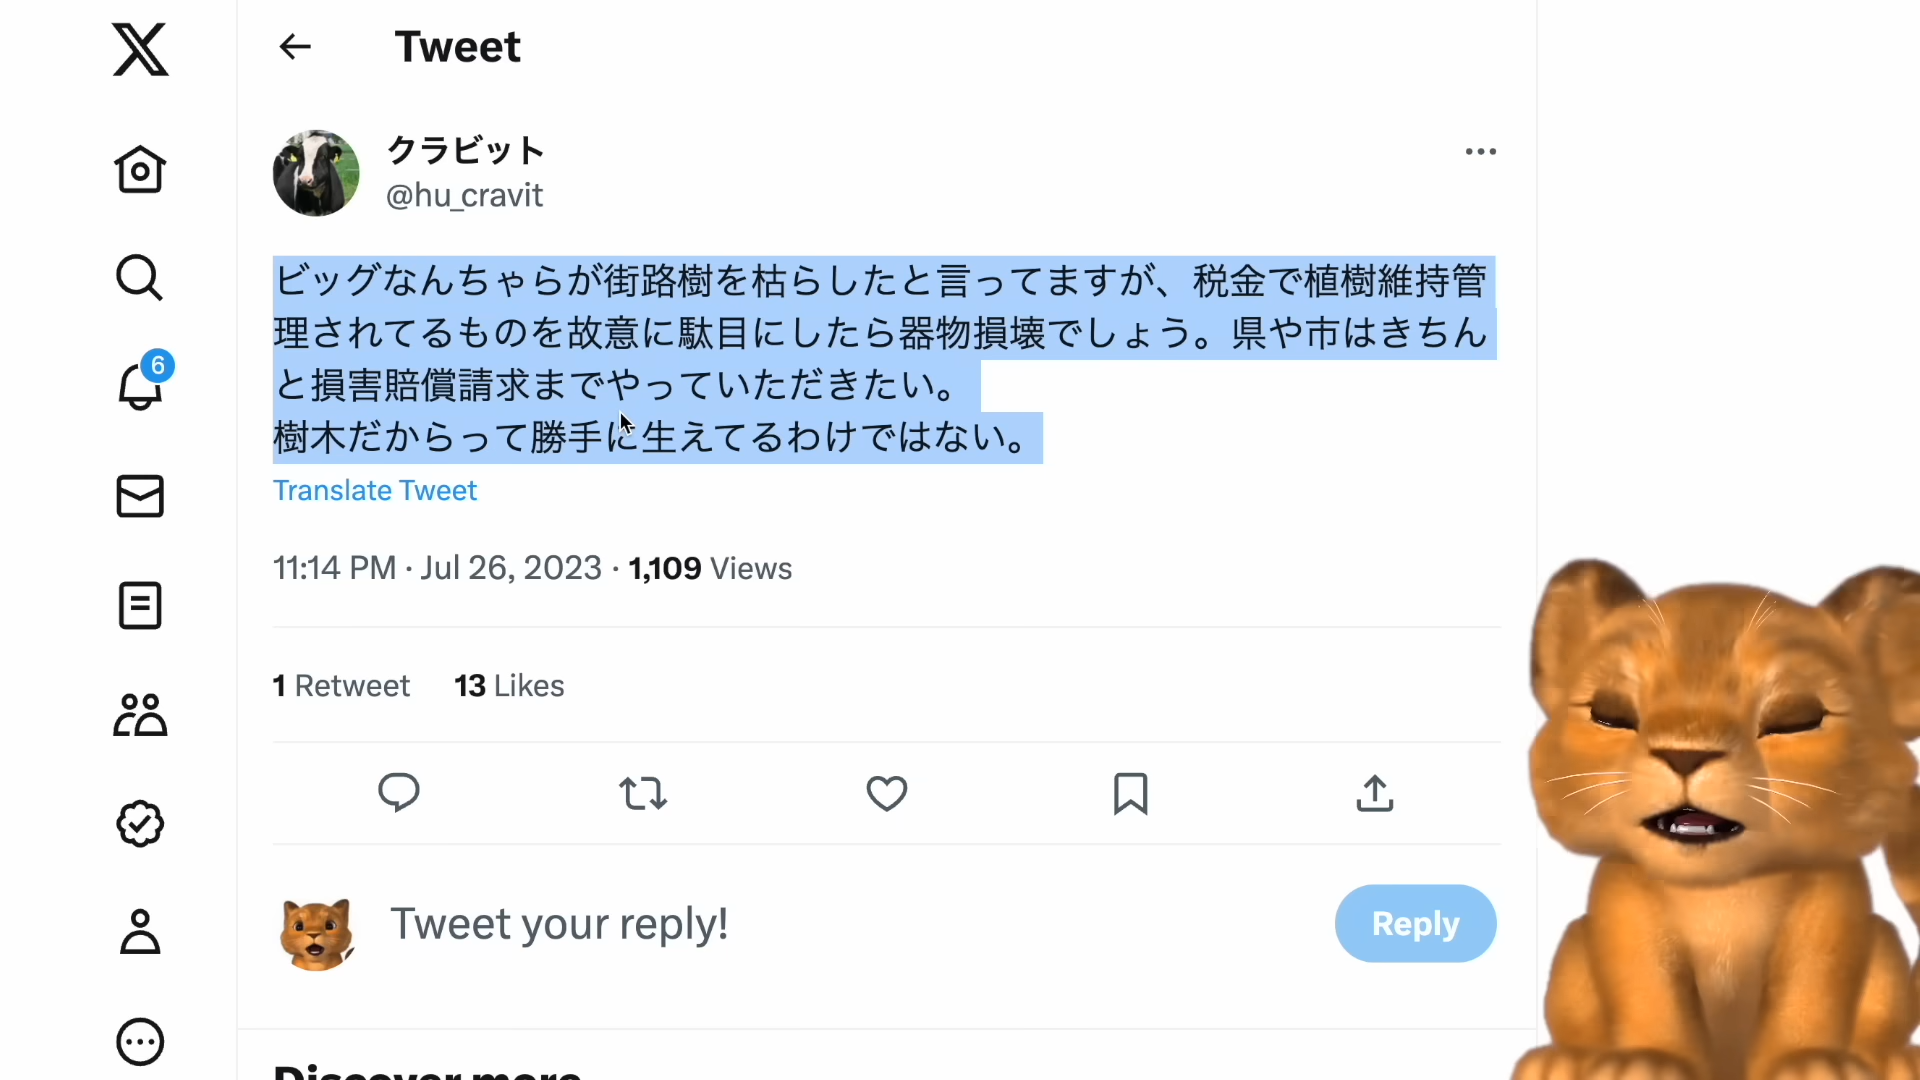 Tweet
クラビット
@hu_cravit
ビッグなんちゃらが街路樹を枯らしたと言ってますが、税金で植樹維持管
理されてるものを故意に駄目にしたら器物損壊でしょう。県や市はきちん
と損害賠償請求までやっていただきたい。
樹木だからって勝手に生えてるわけではない。
Translate Tweet
11:14 PM · Jul 26, 2023 · 1,109 Views
1 Retweet 13 Likes
Tweet your reply!
Reply
Discover more
6